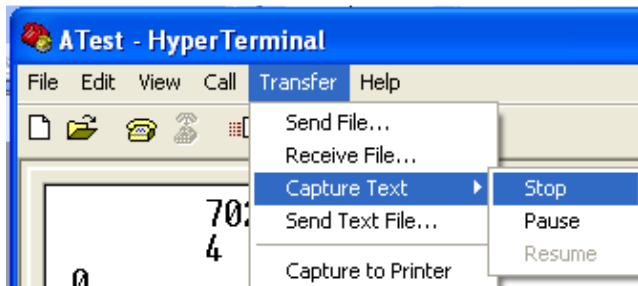 ATest - HyperTerminal
File Edit View Call Transfer Help
Send File...
Receive File...
Capture Text Stop
Send Text File... Pause
Resume
Capture to Printer
4
0